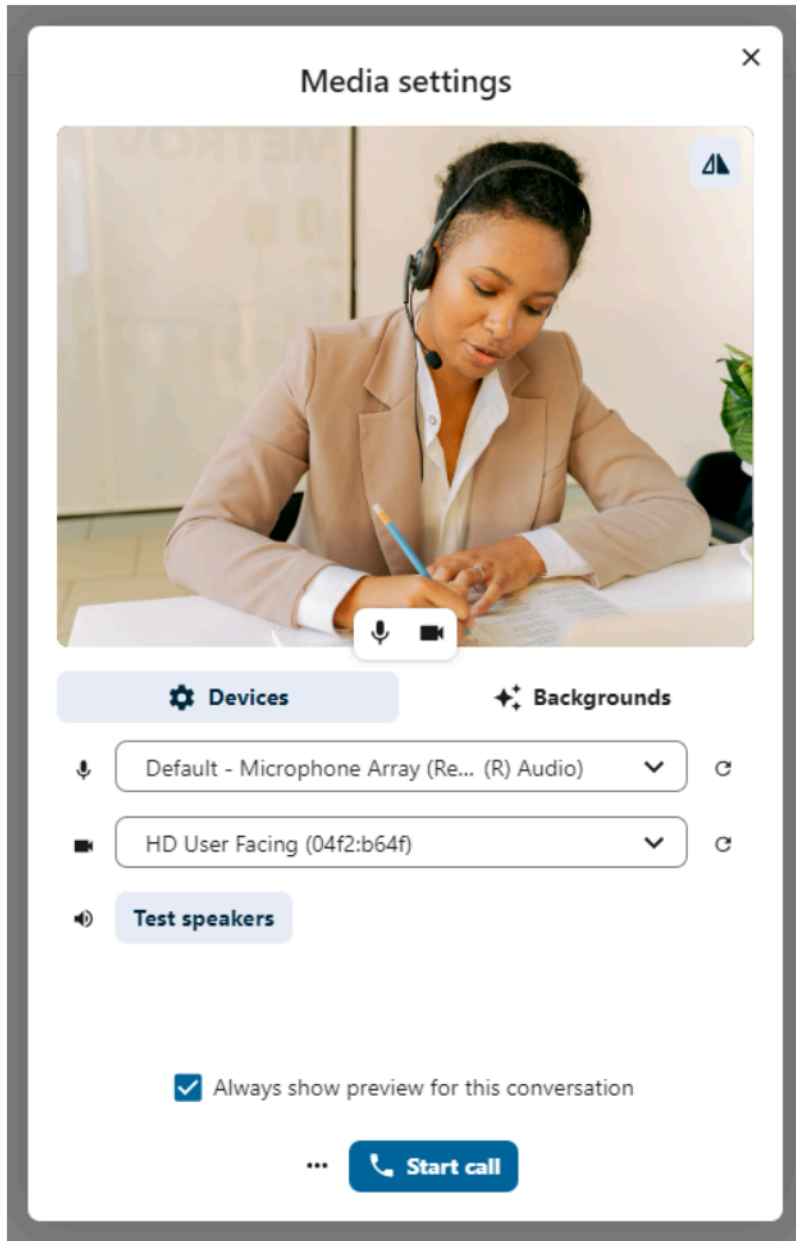 Media settings
Devices
Backgrounds
Default - Microphone Array (Re... (R) Audio)
HD User Facing (04f2:b64f)
Test speakers
Always show preview for this conversation
... Start call